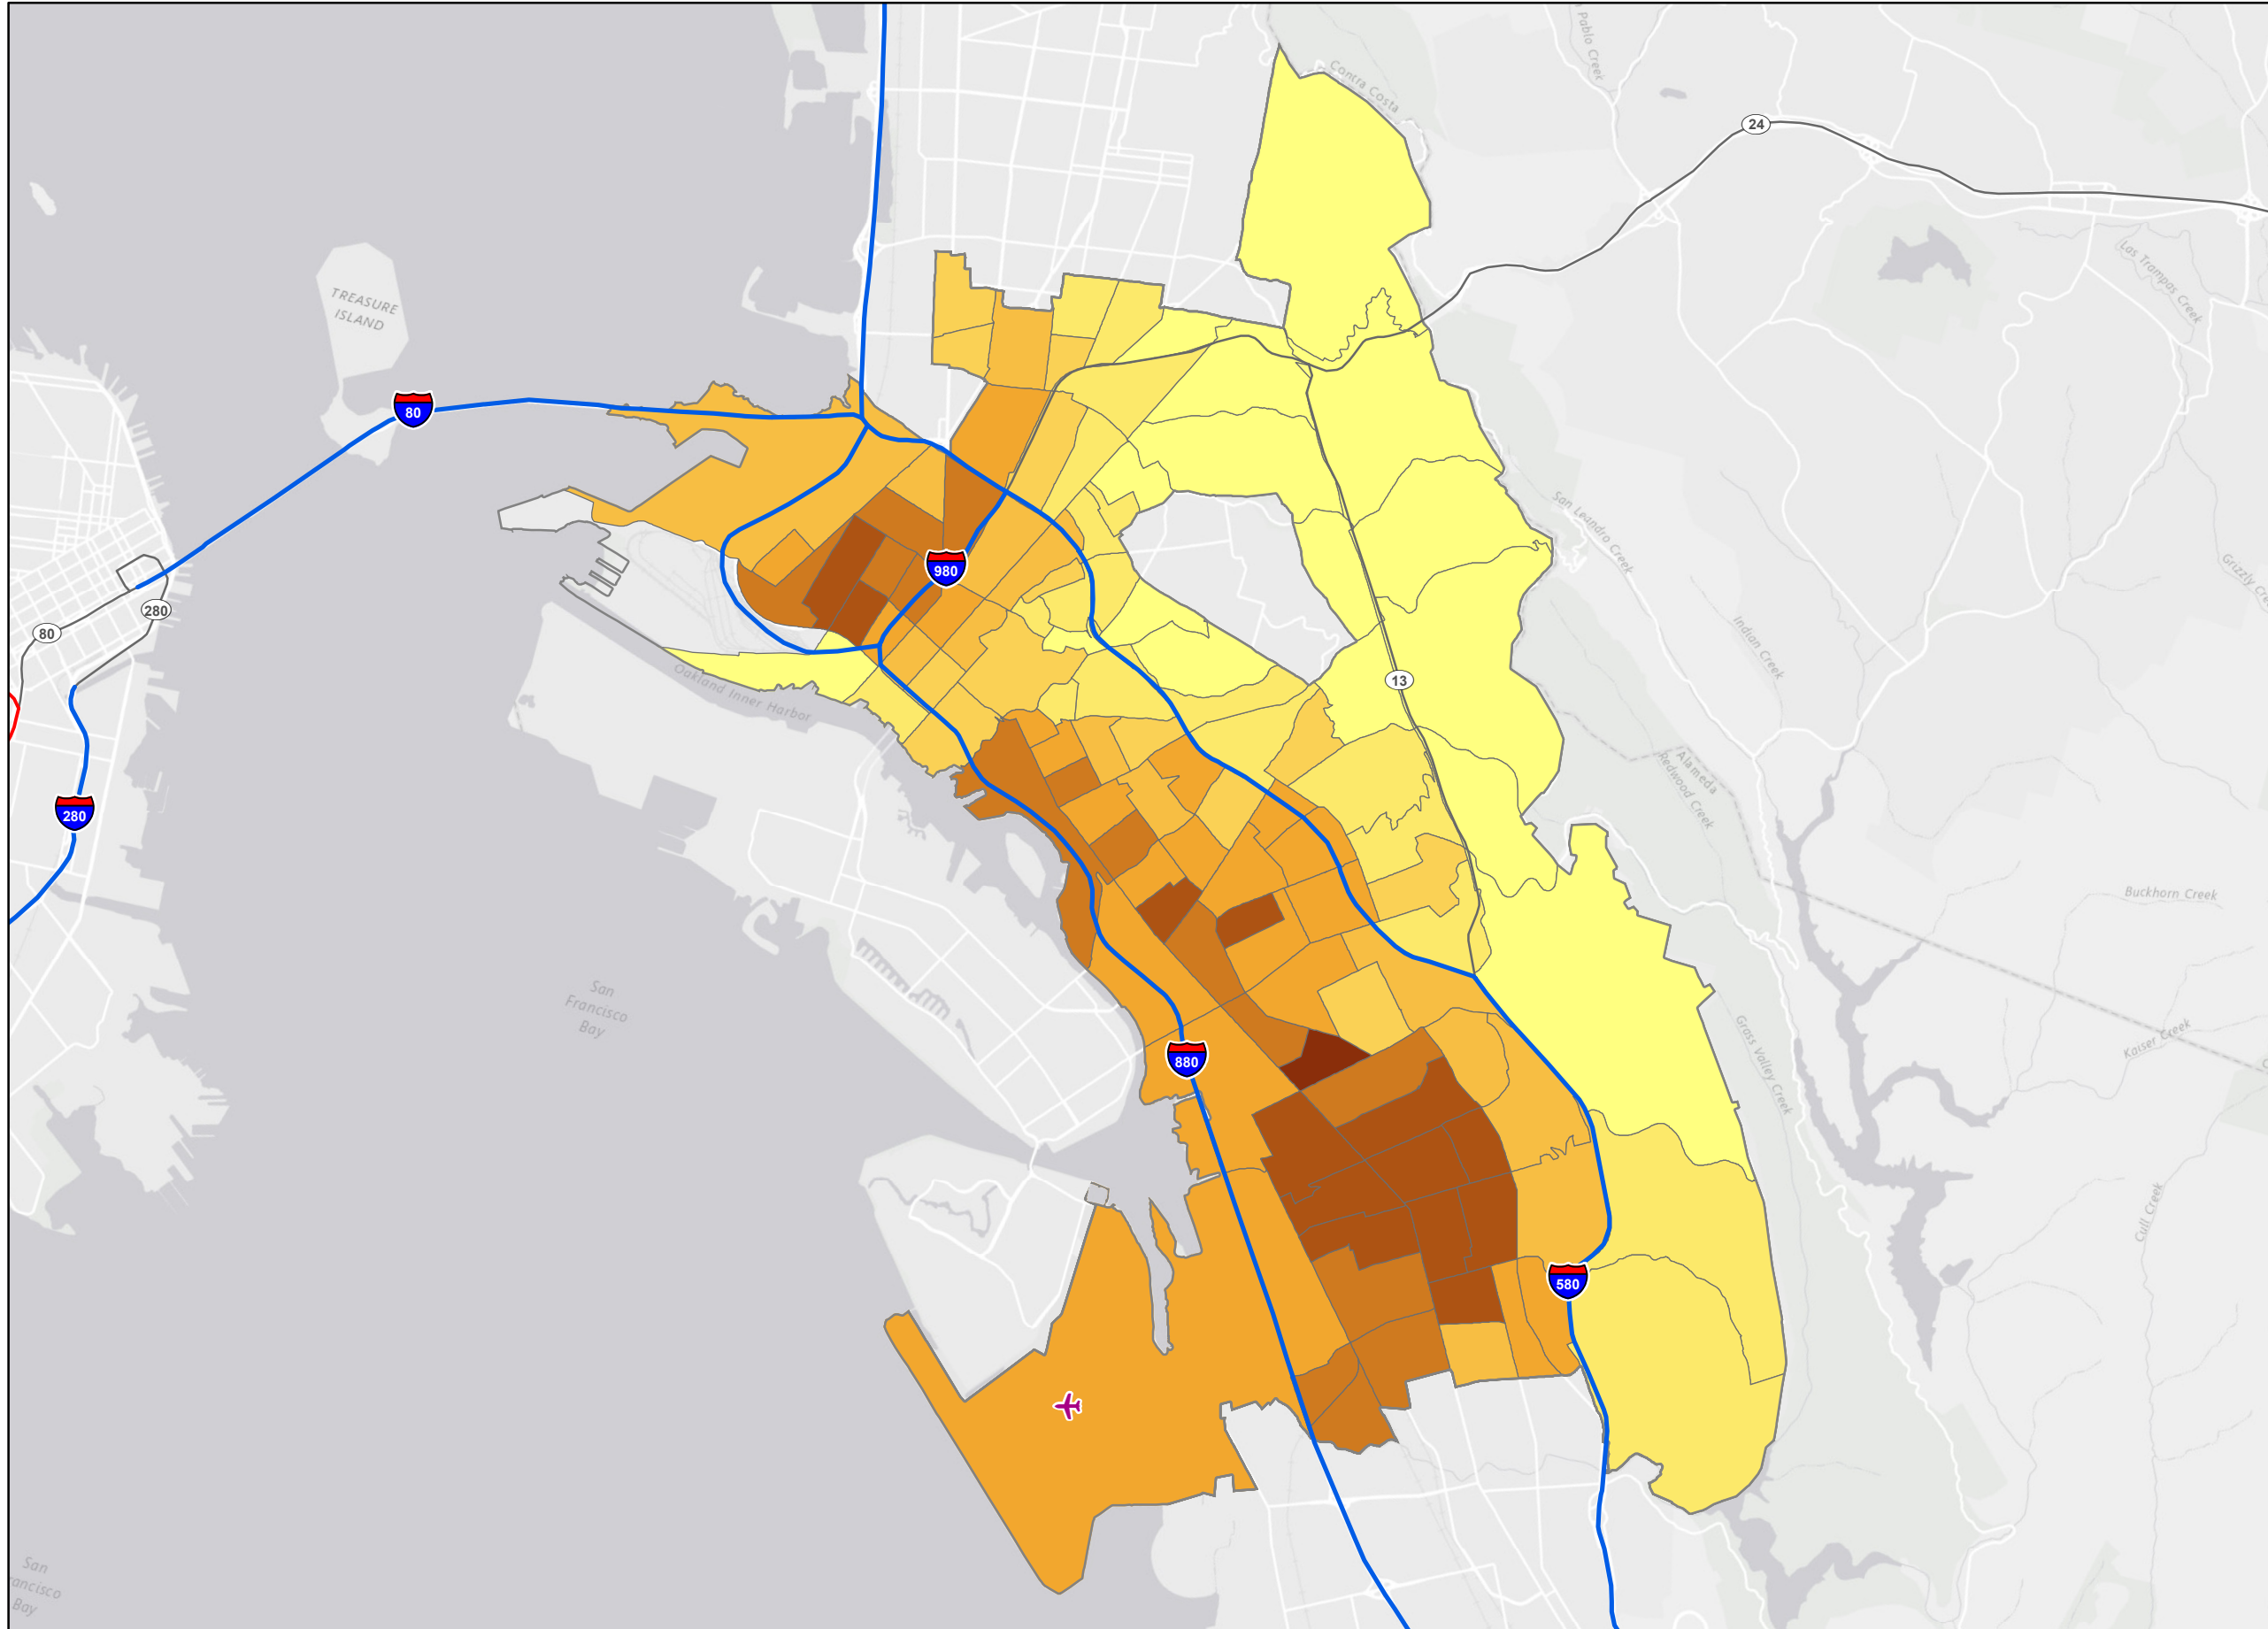 Pablo Creek
Contra Costa
24
Las Trampas
Creek
TREASURE
ISLAND
80
San Leandro Creek
Grizzly
980
280
80
Indian Creek
13
Oakland Inner Harbor
Alameda
Redwood Creek
280
Buckhorn Creek
San
Francisco
Bay
Grass Valley Creek
Kaiser Creek
880
Cull Creek
580
San
Bay